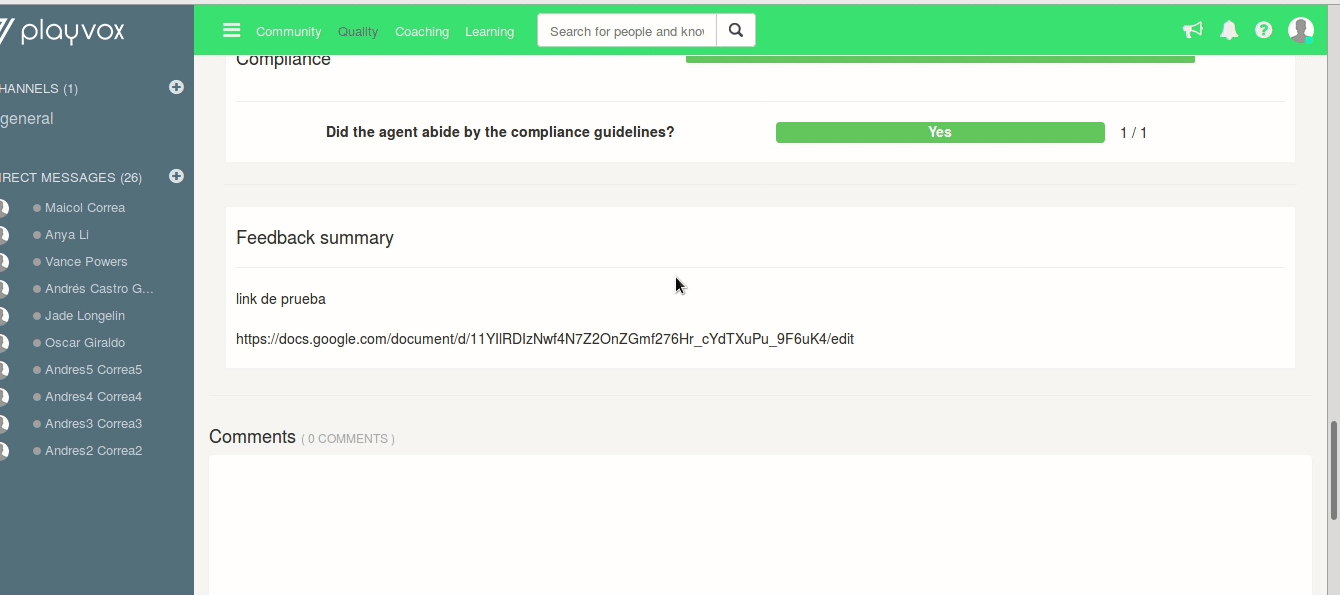 playvox
Community Quality Coaching Learning
Search for people and know
HANNELS (1)
general
IRECT MESSAGES (26)
Maicol Correa
Anya Li
Vance Powers
Andrés Castro G...
Jade Longelin
Oscar Giraldo
Andres5 Correa5
Andres4 Correa4
Andres3 Correa3
Andres2 Correa2
Compliance
Did the agent abide by the compliance guidelines? Yes 1 / 1
Feedback summary
link de prueba
https://docs.google.com/document/d/11YllRDIzNwf4N7Z2OnZGmf276Hr_cYdTXuPu_9F6uK4/edit
Comments ( 0 COMMENTS )